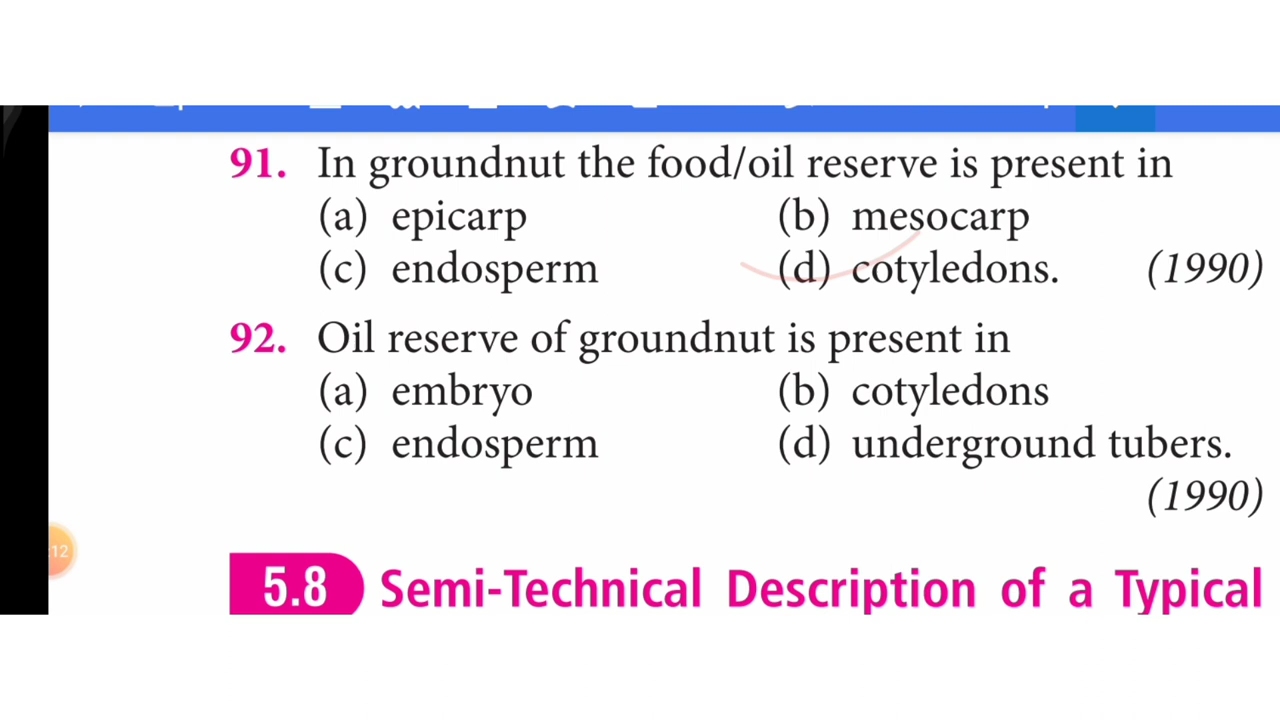 91. In groundnut the food/oil reserve is present in
(a) epicarp (b) mesocarp
(c) endosperm (d) cotyledons. (1990)
92. Oil reserve of groundnut is present in
(a) embryo (b) cotyledons
(c) endosperm (d) underground tubers.
(1990)
:12
5.8 Semi-Technical Description of a Typical